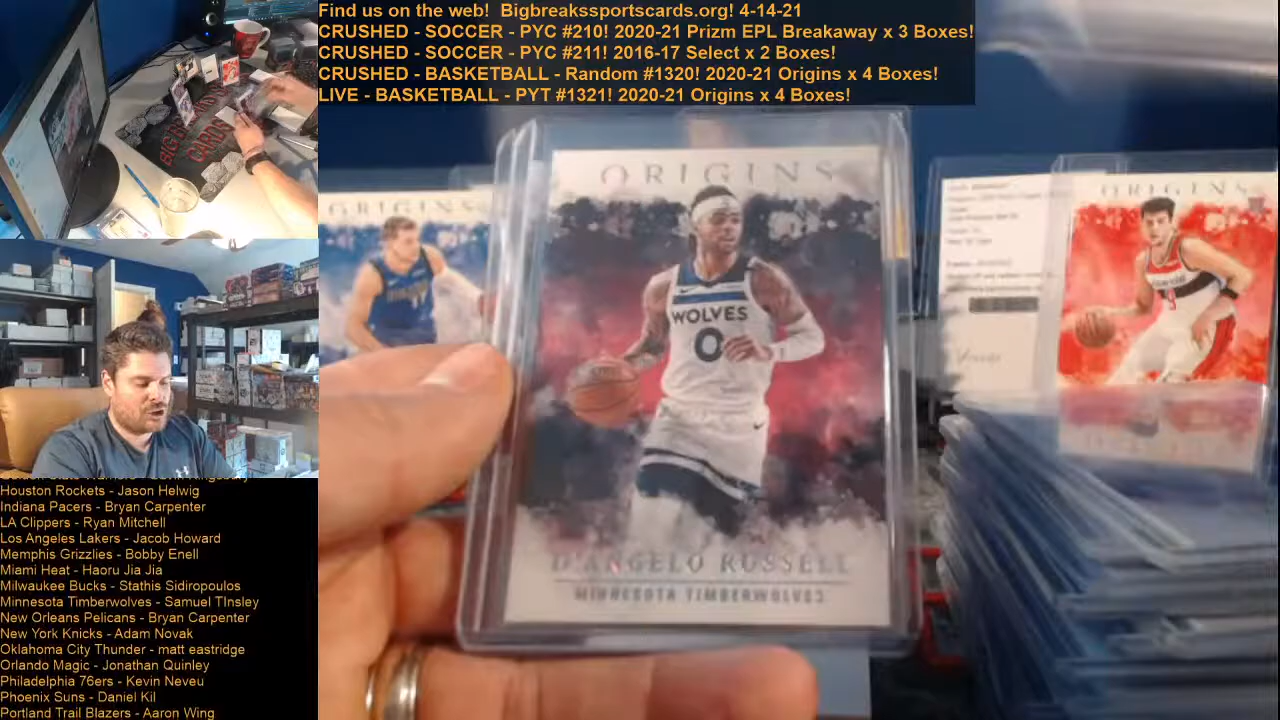 Find us on the web! Bigbreakssportscards.org! 4-14-21
CRUSHED - SOCCER - PYC #210! 2020-21 Prizm EPL Breakaway x 3 Boxes!
CRUSHED - SOCCER - PYC #211! 2016-17 Select x 2 Boxes!
CRUSHED - BASKETBALL - Random #1320! 2020-21 Origins x 4 Boxes!
LIVE - BASKETBALL - PYT #1321! 2020-21 Origins x 4 Boxes!
BIG BREAKS
CARDS
ORIGINS
ORIGINS
WOLVES
0
D'ANGELO RUSSELL
MINNESOTA TIMBERWOLVES
ORIGINS
Houston Rockets - Jason Helwig
Indiana Pacers - Bryan Carpenter
LA Clippers - Ryan Mitchell
Los Angeles Lakers - Jacob Howard
Memphis Grizzlies - Bobby Enell
Miami Heat - Haoru Jia Jia
Milwaukee Bucks - Stathis Sidiropoulos
Minnesota Timberwolves - Samuel TInsley
New Orleans Pelicans - Bryan Carpenter
New York Knicks - Adam Novak
Oklahoma City Thunder - matt eastridge
Orlando Magic - Jonathan Quinley
Philadelphia 76ers - Kevin Neveu
Phoenix Suns - Daniel Kil
Portland Trail Blazers - Aaron Wing